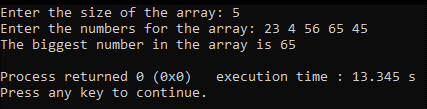 Enter the size of the array: 5
Enter the numbers for the array: 23 4 56 65 45
The biggest number in the array is 65
Process returned 0 (0x0)   execution time : 13.345 s
Press any key to continue.